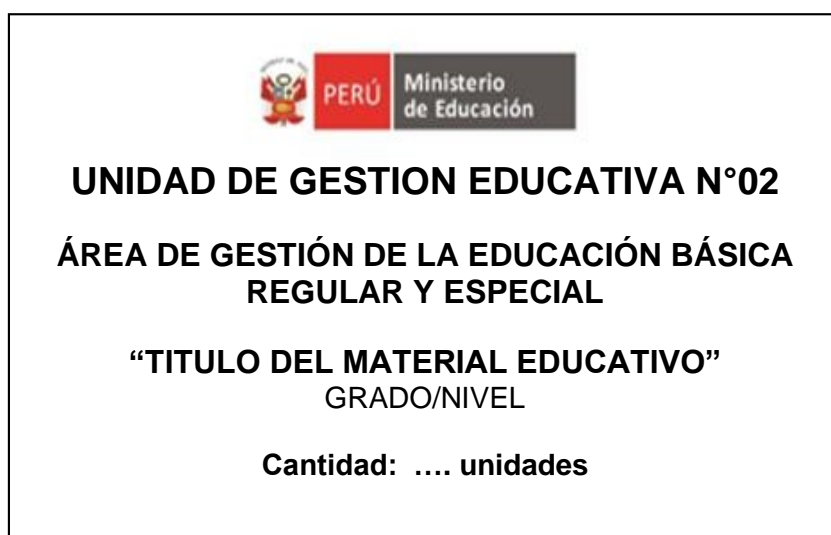 PERÚ
Ministerio
de Educación
UNIDAD DE GESTION EDUCATIVA N°02
ÁREA DE GESTIÓN DE LA EDUCACIÓN BÁSICA
REGULAR Y ESPECIAL
“TITULO DEL MATERIAL EDUCATIVO”
GRADO/NIVEL
Cantidad: .... unidades